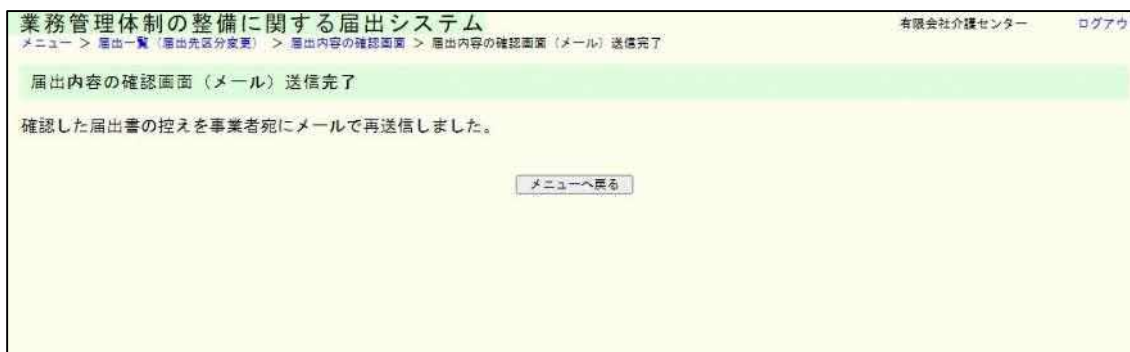 業務管理体制の整備に関する届出システム 有限会社介護センター ログアウ
メニュー > 届出一覧（届出先区分変更） > 届出内容の確認画面 > 届出内容の確認画面（メール）送信完了
届出内容の確認画面（メール）送信完了
確認した届出書の控えを事業者宛にメールで再送信しました。
メニューへ戻る